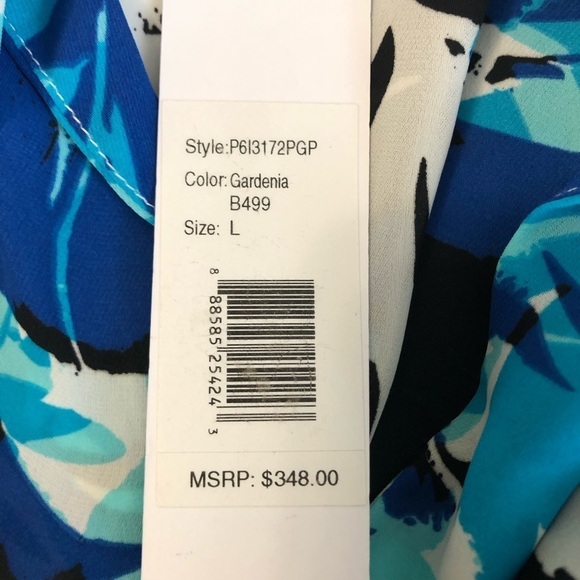 Style:P6I3172PGP
Color: Gardenia
B499
Size: L
8 88585 25424 3
MSRP: $348.00